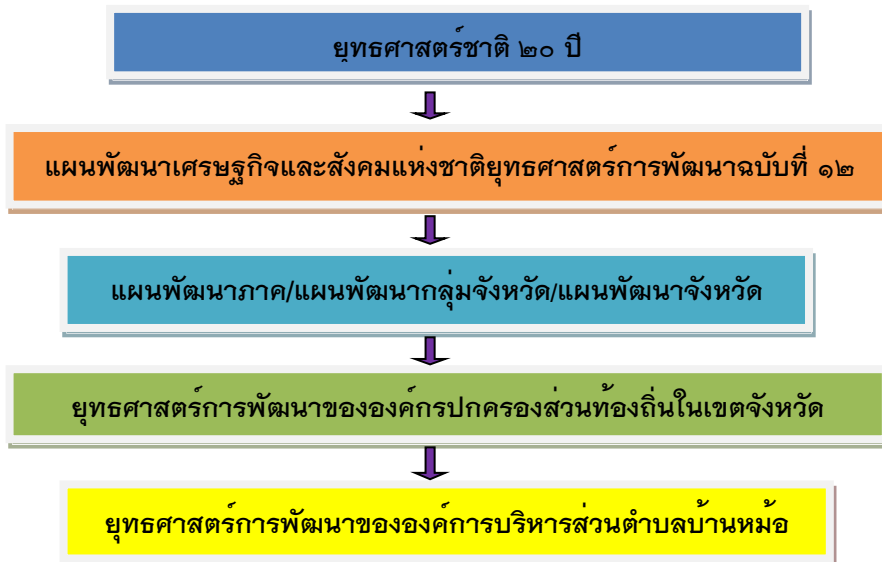 ยุทธศาสตร์ชาติ ๒๐ ปี
แผนพัฒนาเศรษฐกิจและสังคมแห่งชาติยุทธศาสตร์การพัฒนาฉบับที่ ๑๒
แผนพัฒนาภาค/แผนพัฒนากลุ่มจังหวัด/แผนพัฒนาจังหวัด
ยุทธศาสตร์การพัฒนาขององค์กรปกครองส่วนท้องถิ่นในเขตจังหวัด
ยุทธศาสตร์การพัฒนาขององค์การบริหารส่วนตำบลบ้านหม้อ